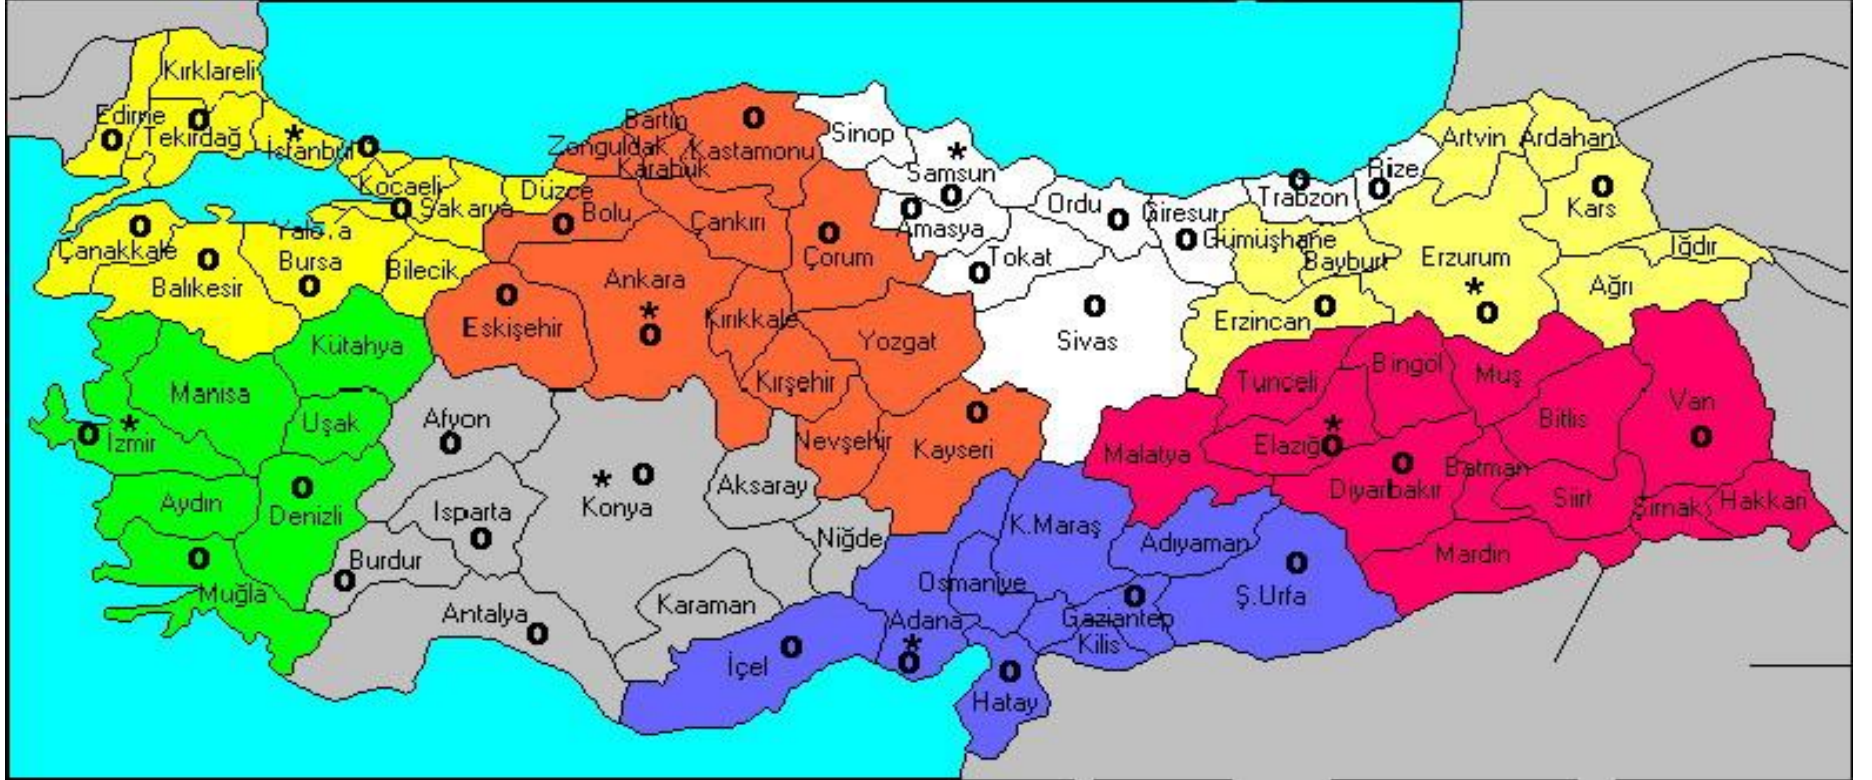 Kırklareli
Edirne
Tekirdağ
İstanbul
Kocaeli
Sakarya
Düzce
Çanakkale
Balıkesir
Bursa
Bilecik
Zonguldak
Bartın
Karabük
Kastamonu
Bolu
Çankırı
Çorum
Ankara
Eskişehir
Kırıkkale
Yozgat
Kırşehir
Nevşehir
Kayseri
Sinop
Samsun
Amasya
Tokat
Ordu
Giresun
Trabzon
Rize
Sivas
Artvin
Ardahan
Kars
Gümüşhane
Bayburt
Erzurum
Iğdır
Ağrı
Erzincan
Kütahya
Manisa
Uşak
İzmir
Aydın
Denizli
Muğla
Afyon
Isparta
Burdur
Antalya
Konya
Aksaray
Niğde
Karaman
İçel
Adana
Osmaniye
K.Maraş
Adıyaman
Gaziantep
Kilis
Ş.Urfa
Hatay
Malatya
Tunceli
Elazığ
Bingöl
Muş
Bitlis
Van
Diyarbakır
Batman
Siirt
Şırnak
Hakkari
Mardin